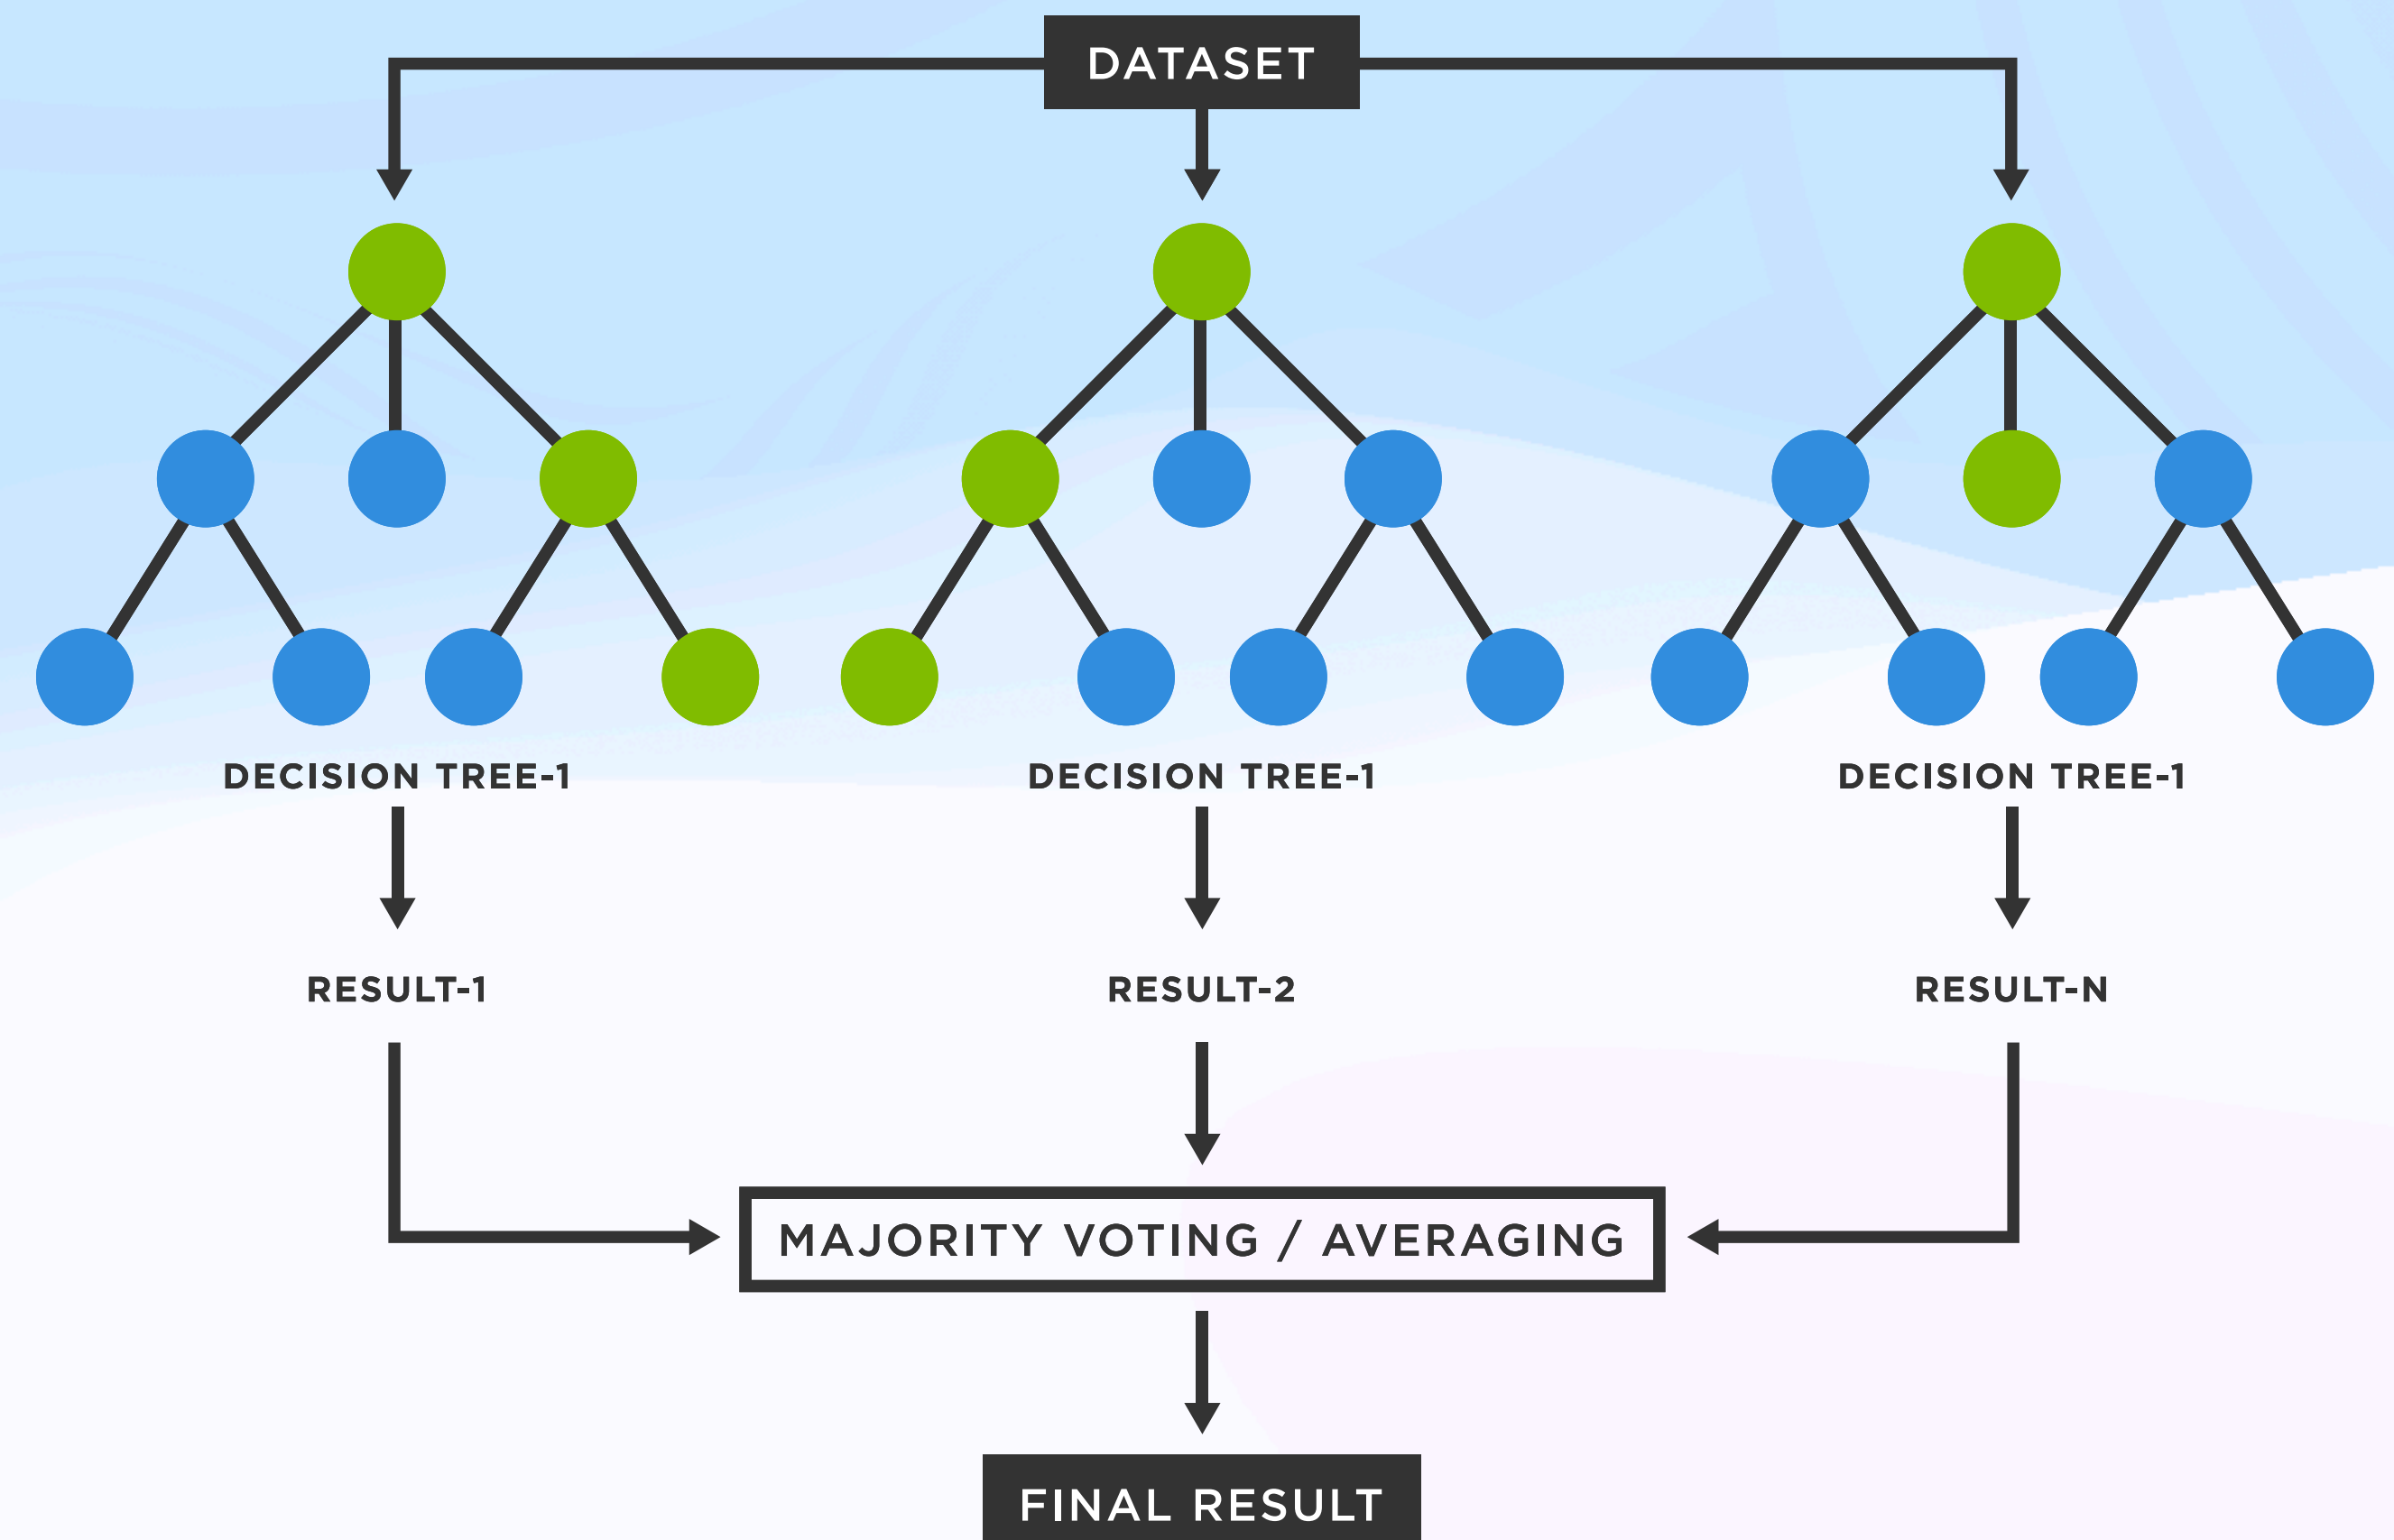 DATASET
DECISION TREE-1
DECISION TREE-1
DECISION TREE-1
RESULT-1
RESULT-2
RESULT-N
MAJORITY VOTING / AVERAGING
FINAL RESULT